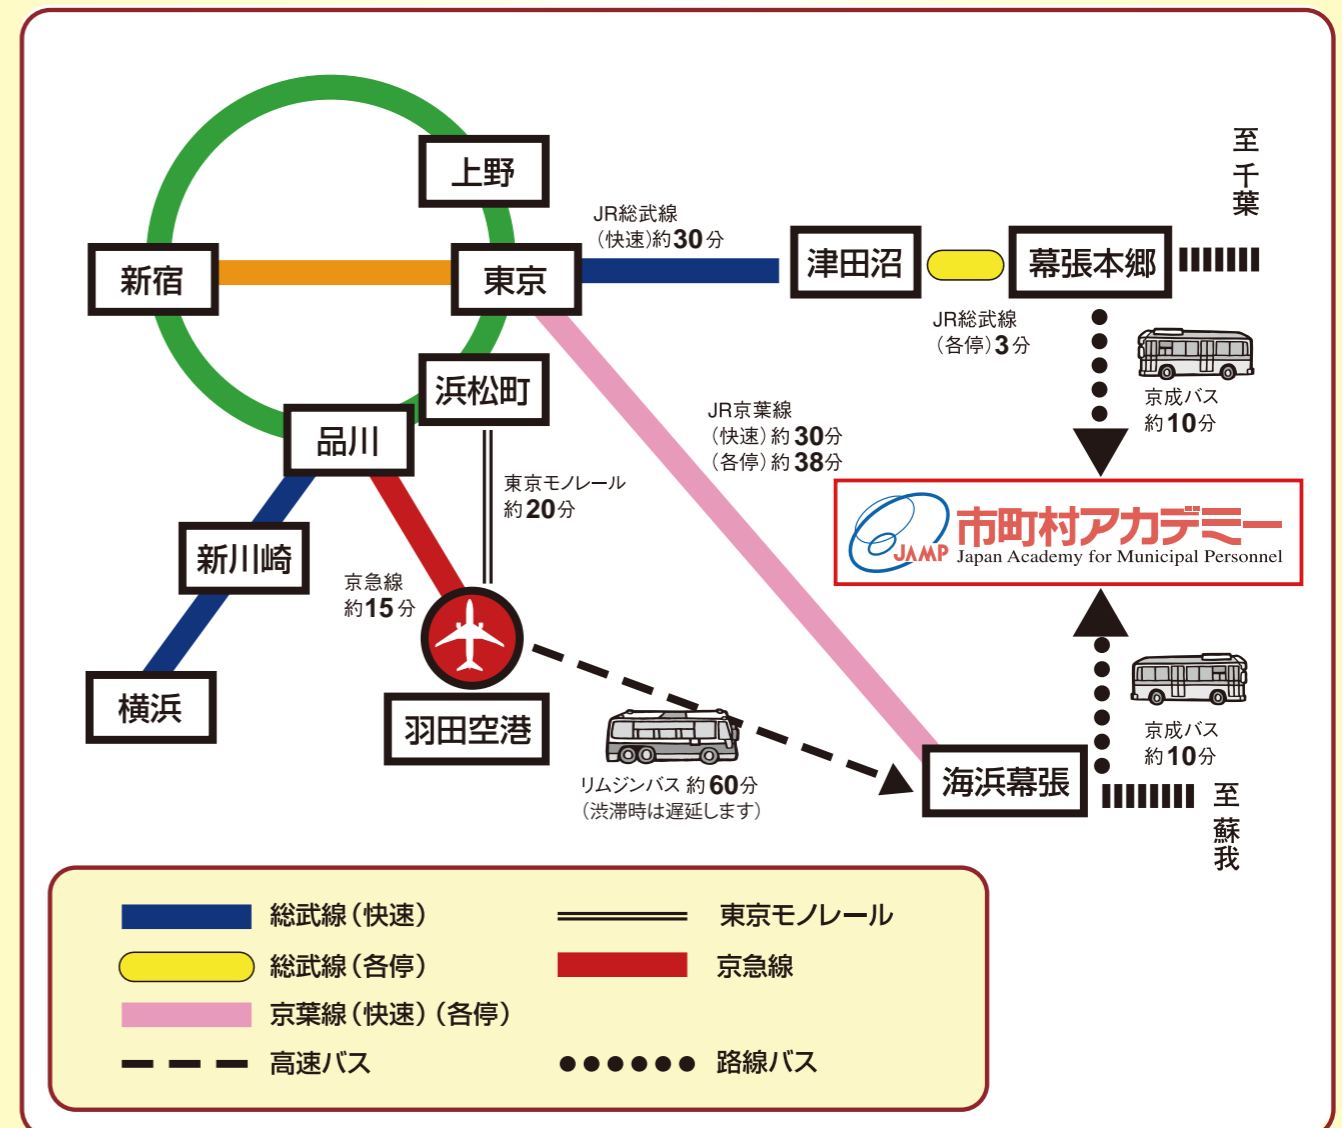 上野
新宿
東京
JR総武線
（快速）約30分
津田沼
幕張本郷
至千葉
JR総武線
（各停）3分
浜松町
品川
京成バス
約10分
JR京葉線
（快速）約30分
（各停）約38分
東京モノレール
約20分
市町村アカデミー
JAMP
Japan Academy for Municipal Personnel
新川崎
京急線
約15分
横浜
羽田空港
リムジンバス 約60分
（渋滞時は遅延します）
海浜幕張
京成バス
約10分
至蘇我
総武線（快速）
東京モノレール
総武線（各停）
京急線
京葉線（快速）（各停）
高速バス
路線バス